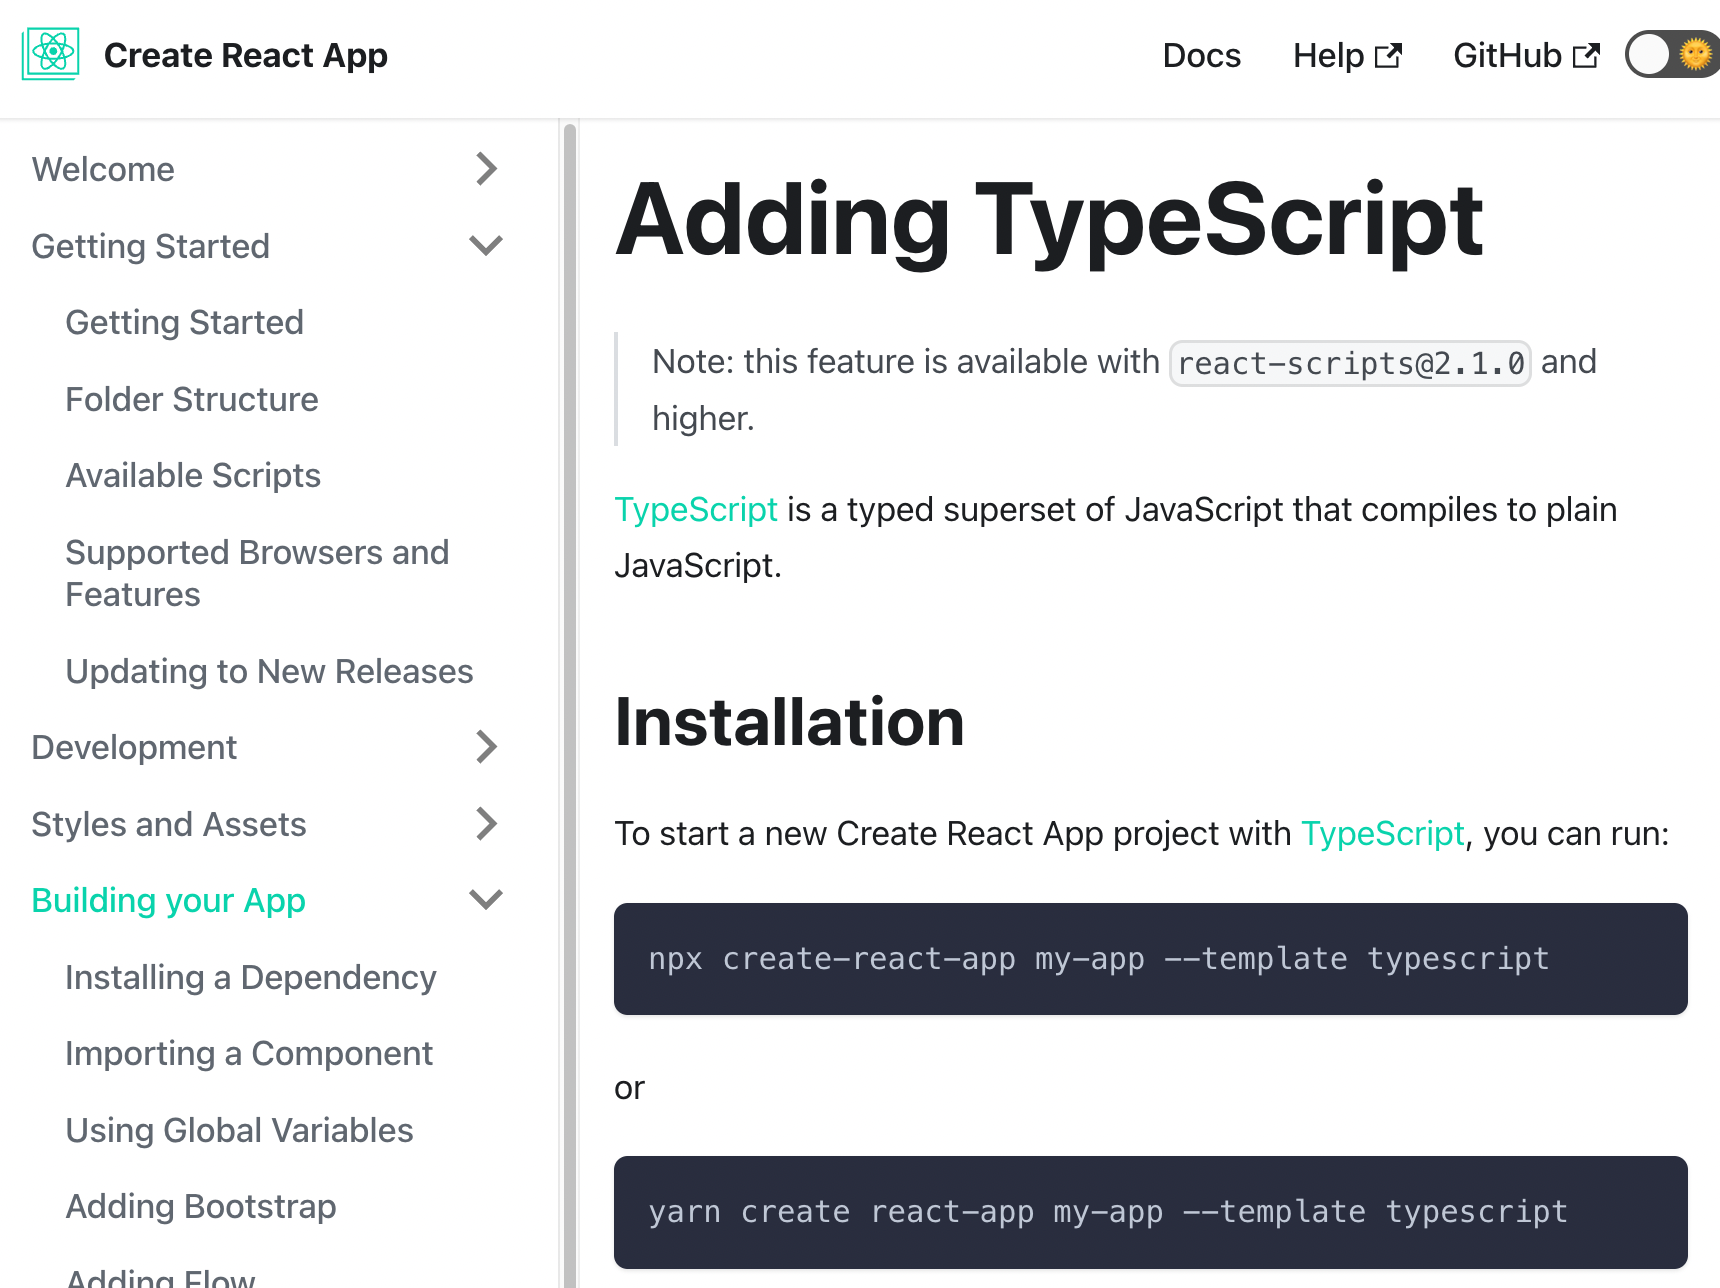 Create React App
Docs
Help
GitHub
Welcome
Getting Started
Getting Started
Folder Structure
Available Scripts
Supported Browsers and
Features
Updating to New Releases
Development
Styles and Assets
Building your App
Installing a Dependency
Importing a Component
Using Global Variables
Adding Bootstrap
Adding Flow
Adding TypeScript
Note: this feature is available with react-scripts@2.1.0 and
higher.
TypeScript is a typed superset of JavaScript that compiles to plain
JavaScript.
Installation
To start a new Create React App project with TypeScript, you can run:
npx create-react-app my-app --template typescript
or
yarn create react-app my-app --template typescript